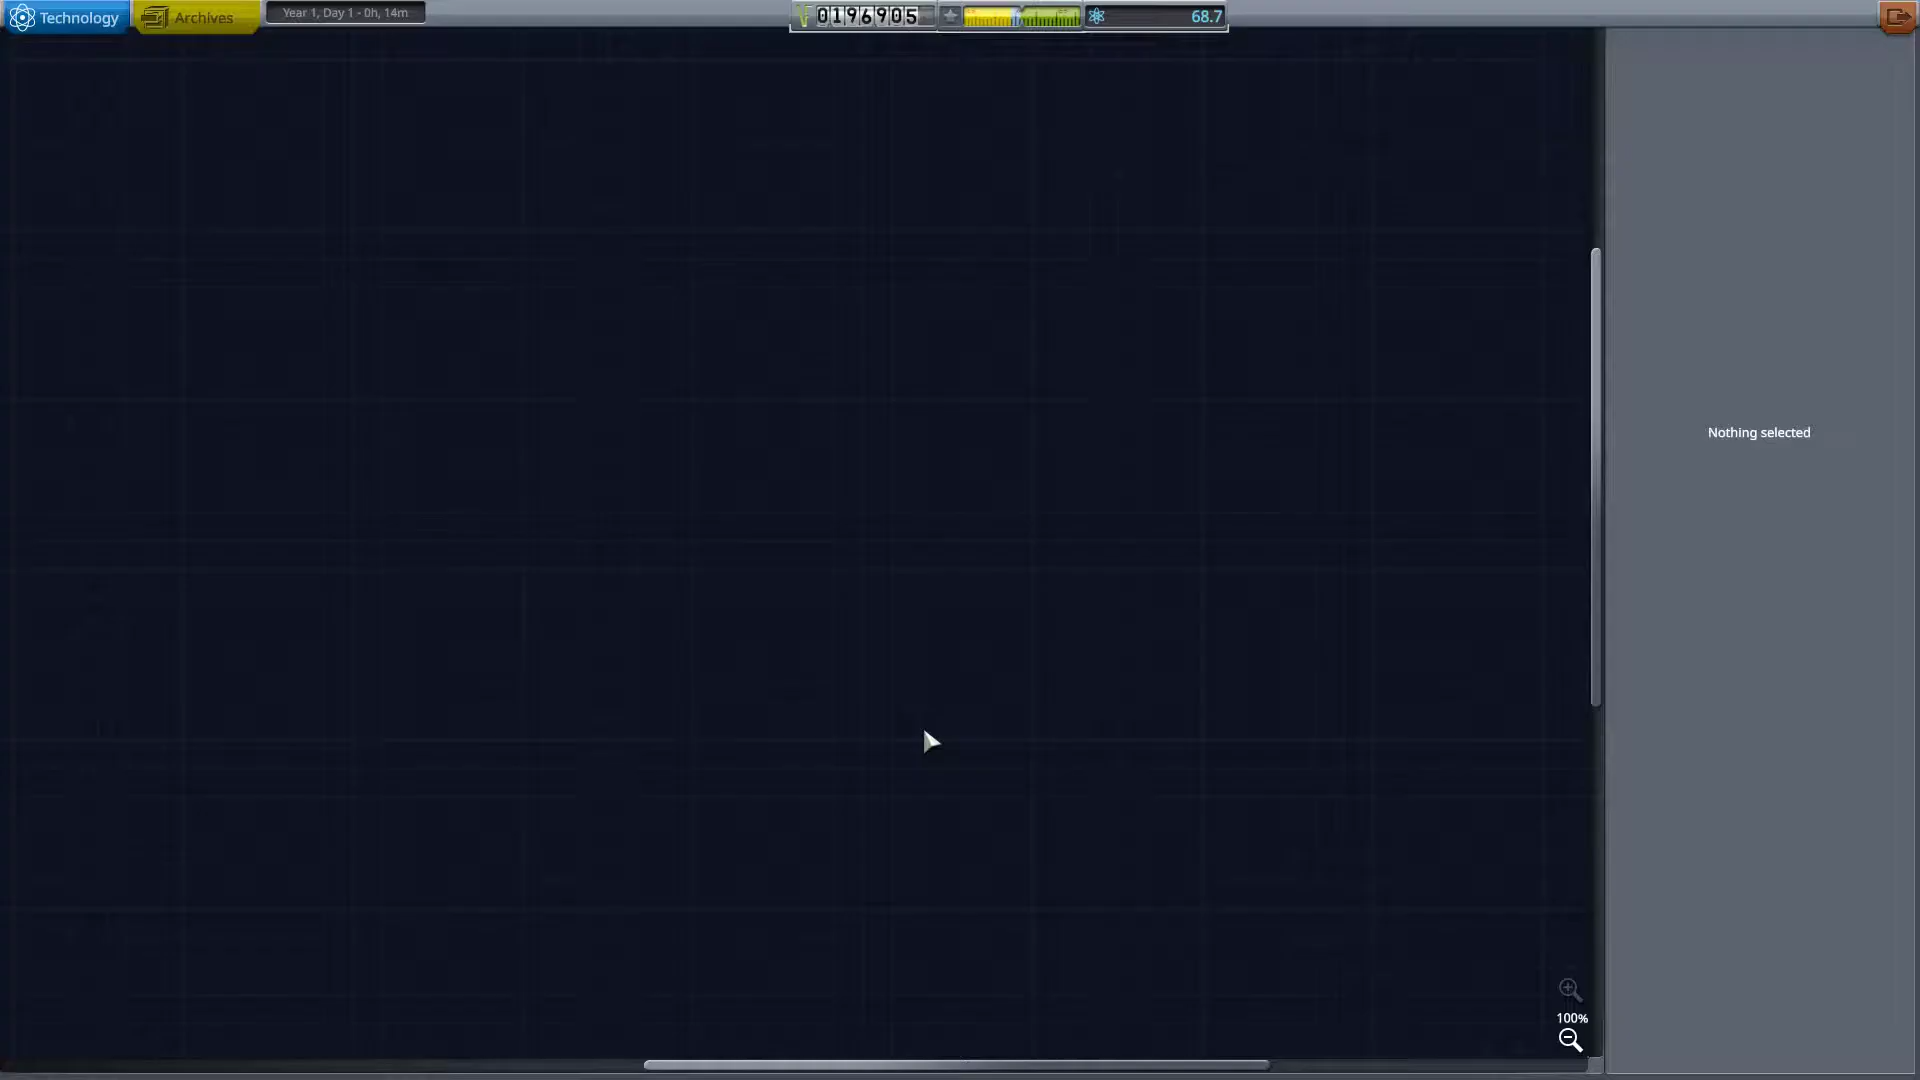 Technology
Archives
Year 1, Day 1 - 0h, 14m
0196905
68.7
Nothing selected
100%